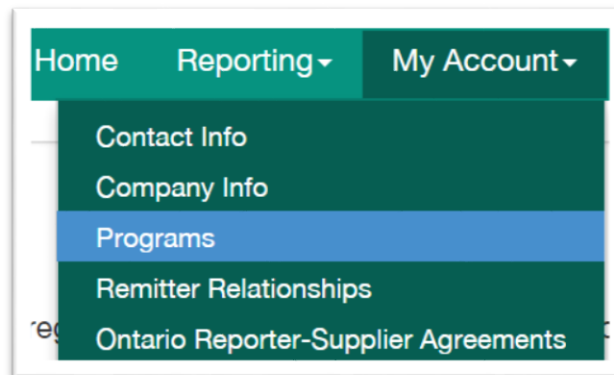 Home Reporting My Account
Contact Info
Company Info
Programs
Remitter Relationships
Ontario Reporter-Supplier Agreements